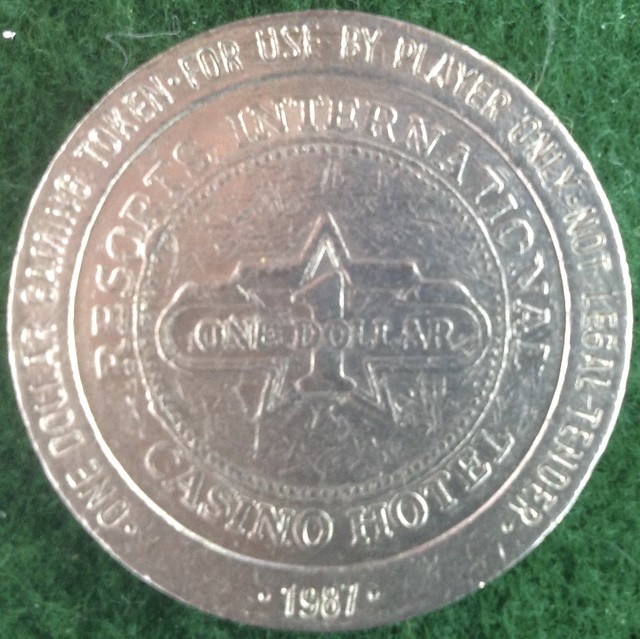 ·ONE DOLLAR GAMING TOKEN·FOR USE BY PLAYER ONLY·NOT LEGAL-TENDER·
RESORTS INTERNATIONAL
1
ONE DOLLAR
CASINO HOTEL
·1987·